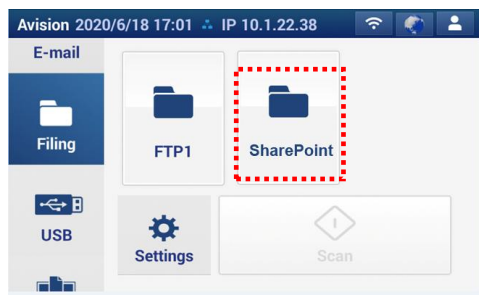 Avision 2020/6/18 17:01 IP 10.1.22.38
E-mail
Filing
FTP1
SharePoint
USB
Settings
Scan